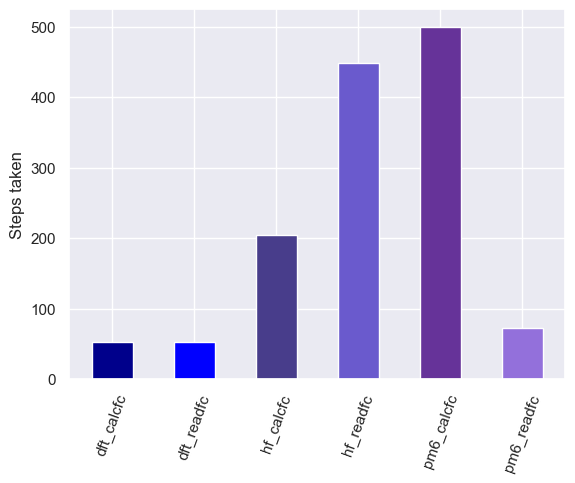 500
400
300
200
100
0
Steps taken
dft_calcfc
dft_readfc
hf_calcfc
hf_readfc
pm6_calcfc
pm6_readfc